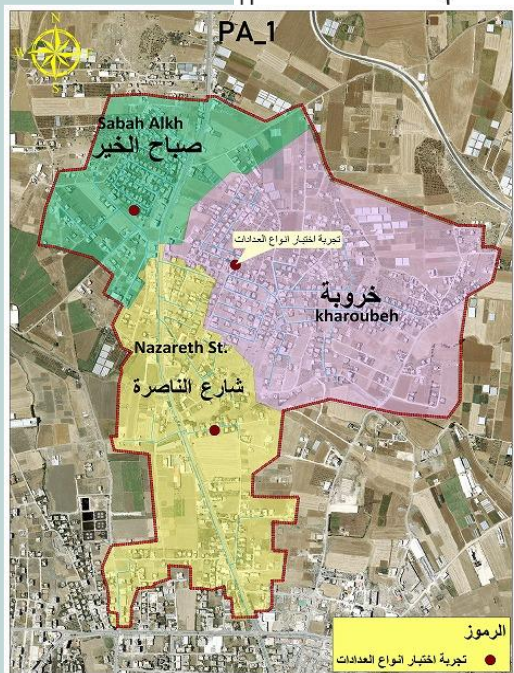 PA_1
N
W
E
S
Sabah Alkh
صباح الخير
تجربة اختبار انواع العدادات
خروبة
kharoubeh
Nazareth St.
شارع الناصرة
الرموز
تجربة اختبار انواع العدادات